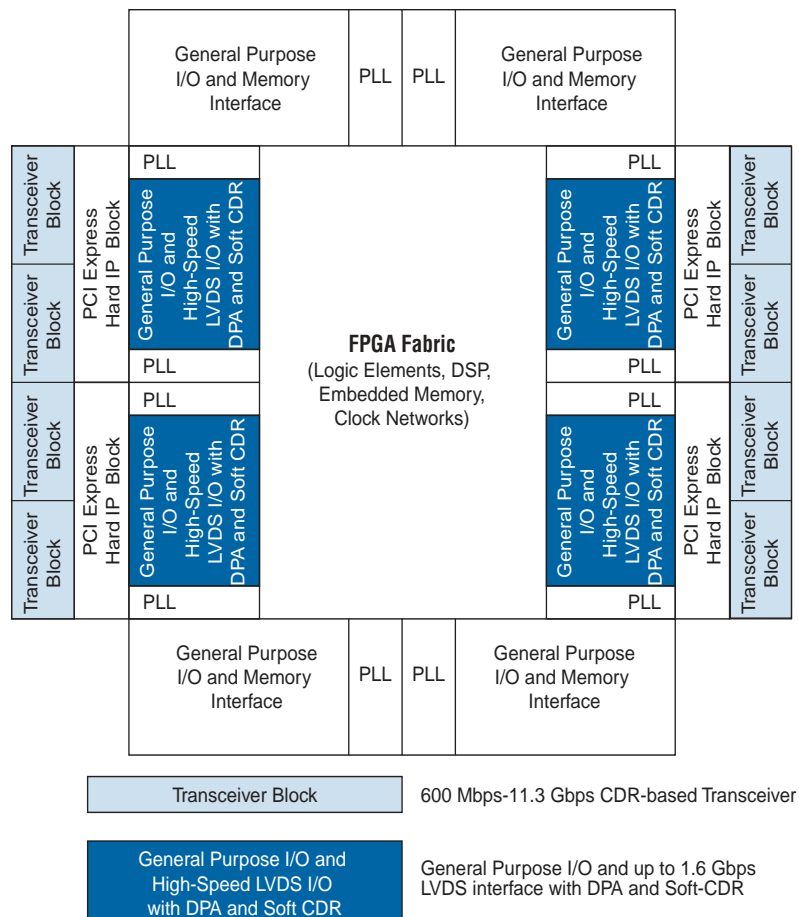 General Purpose
I/O and Memory
Interface
PLL
PLL
General Purpose
I/O and Memory
Interface
Transceiver
Block
Transceiver
Block
PCI Express
Hard IP Block
PLL
General Purpose
I/O and
High-Speed
LVDS I/O with
DPA and Soft CDR
PLL
Transceiver
Block
Transceiver
Block
PCI Express
Hard IP Block
PLL
General Purpose
I/O and
High-Speed
LVDS I/O with
DPA and Soft CDR
PLL
FPGA Fabric
(Logic Elements, DSP,
Embedded Memory,
Clock Networks)
PLL
General Purpose
I/O and
High-Speed
LVDS I/O with
DPA and Soft CDR
PLL
PCI Express
Hard IP Block
Transceiver
Block
Transceiver
Block
PLL
General Purpose
I/O and
High-Speed
LVDS I/O with
DPA and Soft CDR
PLL
PCI Express
Hard IP Block
Transceiver
Block
Transceiver
Block
General Purpose
I/O and Memory
Interface
PLL
PLL
General Purpose
I/O and Memory
Interface
Transceiver Block
600 Mbps-11.3 Gbps CDR-based Transceiver
General Purpose I/O and
High-Speed LVDS I/O
with DPA and Soft CDR
General Purpose I/O and up to 1.6 Gbps
LVDS interface with DPA and Soft-CDR